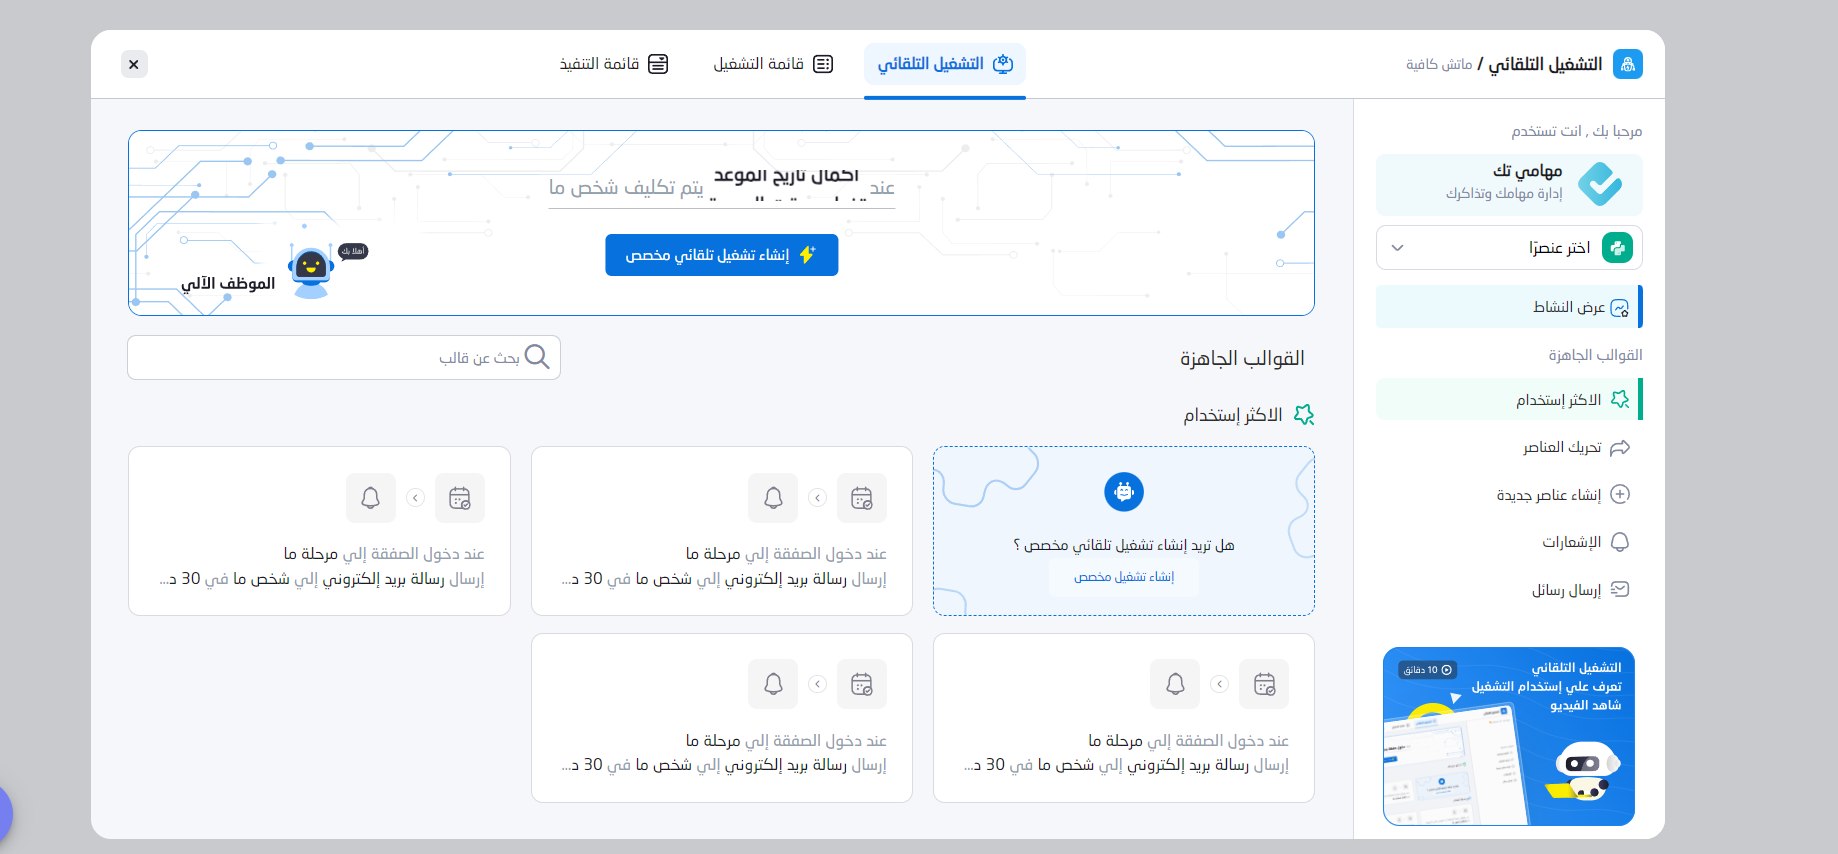 التشغيل التلقائي / ماتش كافية
التشغيل التلقائي
قائمة التشغيل
قائمة التنفيذ
مرحبا بك , انت تستخدم
مهامي تك
إدارة مهامك وتذاكرك
اختر عنصرًا
عرض النشاط
القوالب الجاهزة
الاكثر إستخدام
تحريك العناصر
إنشاء عناصر جديدة
الإشعارات
إرسال رسائل
التشغيل التلقائي
10 دقائق
تعرف علي إستخدام التشغيل
شاهد الفيديو
عند اكمال تاريخ الموعد يتم تكليف شخص ما
إنشاء تشغيل تلقائي مخصص
اهلا بك
الموظف الآلي
القوالب الجاهزة
بحث عن قالب
الاكثر إستخدام
هل تريد إنشاء تشغيل تلقائي مخصص ؟
إنشاء تشغيل مخصص
عند دخول الصفقة إلي مرحلة ما
إرسال رسالة بريد إلكتروني إلي شخص ما في 30 د...
عند دخول الصفقة إلي مرحلة ما
إرسال رسالة بريد إلكتروني إلي شخص ما في 30 د...
عند دخول الصفقة إلي مرحلة ما
إرسال رسالة بريد إلكتروني إلي شخص ما في 30 د...
عند دخول الصفقة إلي مرحلة ما
إرسال رسالة بريد إلكتروني إلي شخص ما في 30 د...